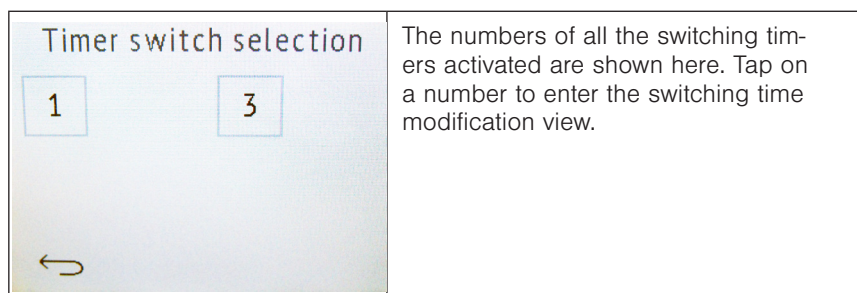 Timer switch selection
1 3
The numbers of all the switching tim-
ers activated are shown here. Tap on
a number to enter the switching time
modification view.